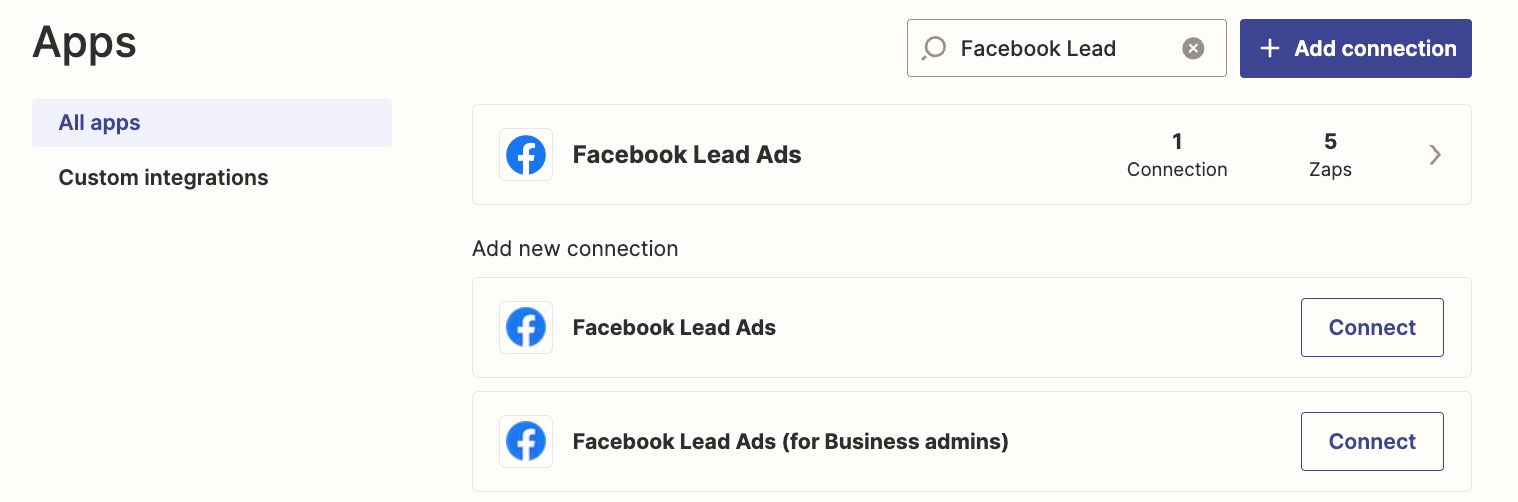 Apps
Facebook Lead
+ Add connection
All apps
Custom integrations
Facebook Lead Ads
1
Connection
5
Zaps
Add new connection
Facebook Lead Ads
Connect
Facebook Lead Ads (for Business admins)
Connect